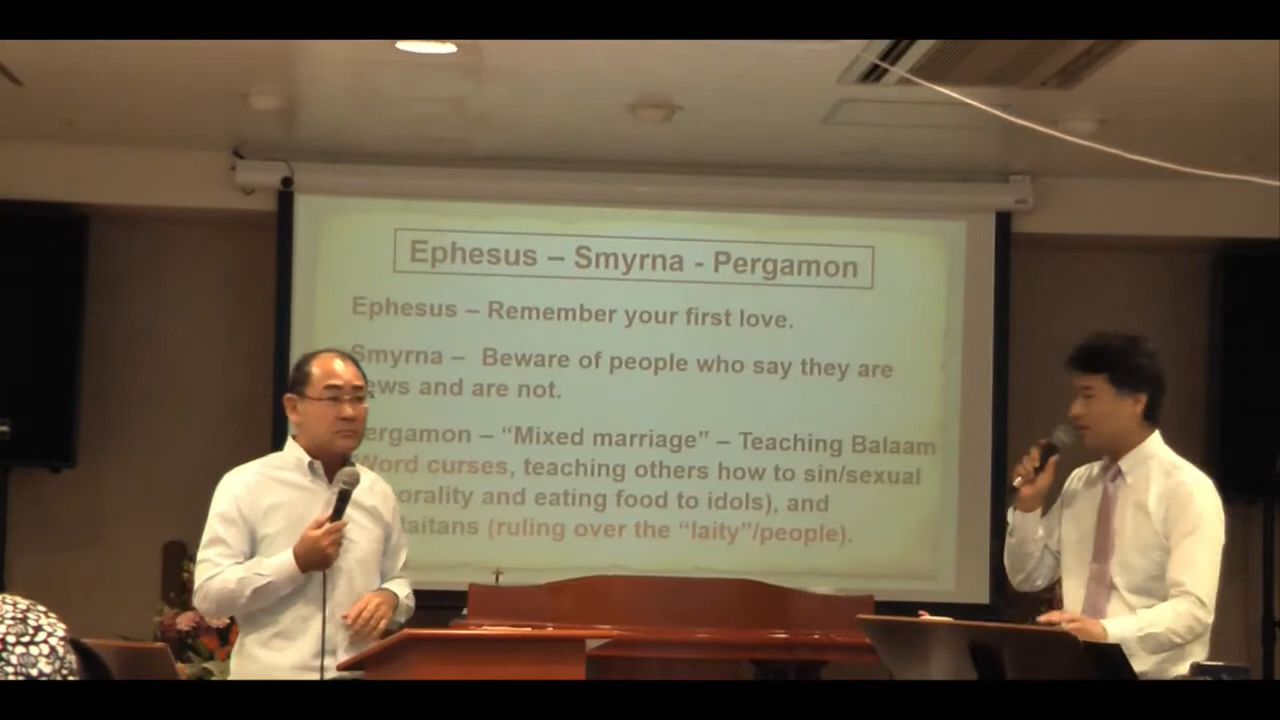 Ephesus – Smyrna - Pergamon
Ephesus – Remember your first love.
Smyrna – Beware of people who say they are
ews and are not.
ergamon – “Mixed marriage” – Teaching Balaam
Word curses, teaching others how to sin/sexual
orality and eating food to idols), and
laitans (ruling over the “laity”/people).